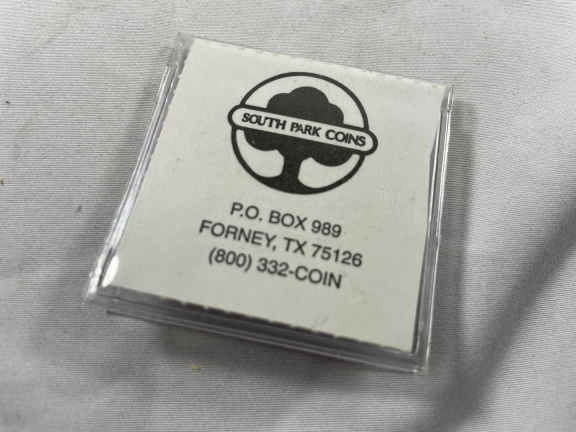 SOUTH PARK COINS
P.O. BOX 989
FORNEY, TX 75126
(800) 332-COIN